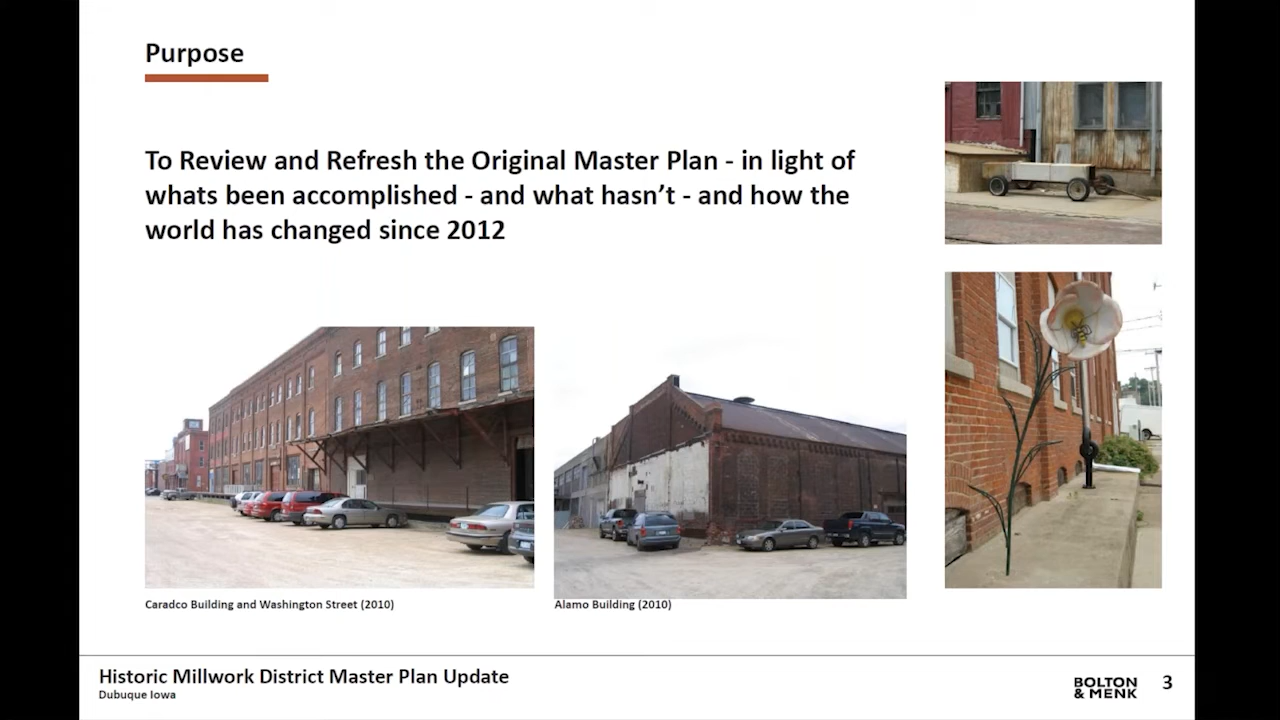 Purpose
To Review and Refresh the Original Master Plan - in light of
whats been accomplished - and what hasn’t - and how the
world has changed since 2012
Caradco Building and Washington Street (2010)
Alamo Building (2010)
Historic Millwork District Master Plan Update
Dubuque Iowa
BOLTON
& MENK
3